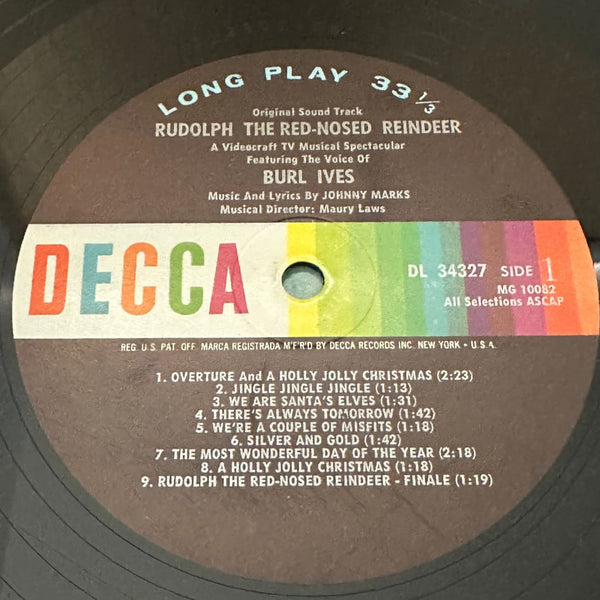 LONG PLAY 33 1/3
Original Sound Track
RUDOLPH THE RED-NOSED REINDEER
A Videocraft TV Musical Spectacular
Featuring The Voice Of
BURL IVES
Music And Lyrics By JOHNNY MARKS
Musical Director: Maury Laws
DECCA
DL 34327 SIDE 1
MG 10082
All Selections ASCAP
REG. U.S. PAT. OFF. MARCA REGISTRADA M'F'R'D BY DECCA RECORDS INC. NEW YORK • U.S.A.
1. OVERTURE And A HOLLY JOLLY CHRISTMAS (2:23)
2. JINGLE JINGLE JINGLE (1:13)
3. WE ARE SANTA'S ELVES (1:31)
4. THERE'S ALWAYS TOMORROW (1:42)
5. WE'RE A COUPLE OF MISFITS (1:18)
6. SILVER AND GOLD (1:42)
7. THE MOST WONDERFUL DAY OF THE YEAR (2:18)
8. A HOLLY JOLLY CHRISTMAS (1:18)
9. RUDOLPH THE RED-NOSED REINDEER - FINALE (1:19)